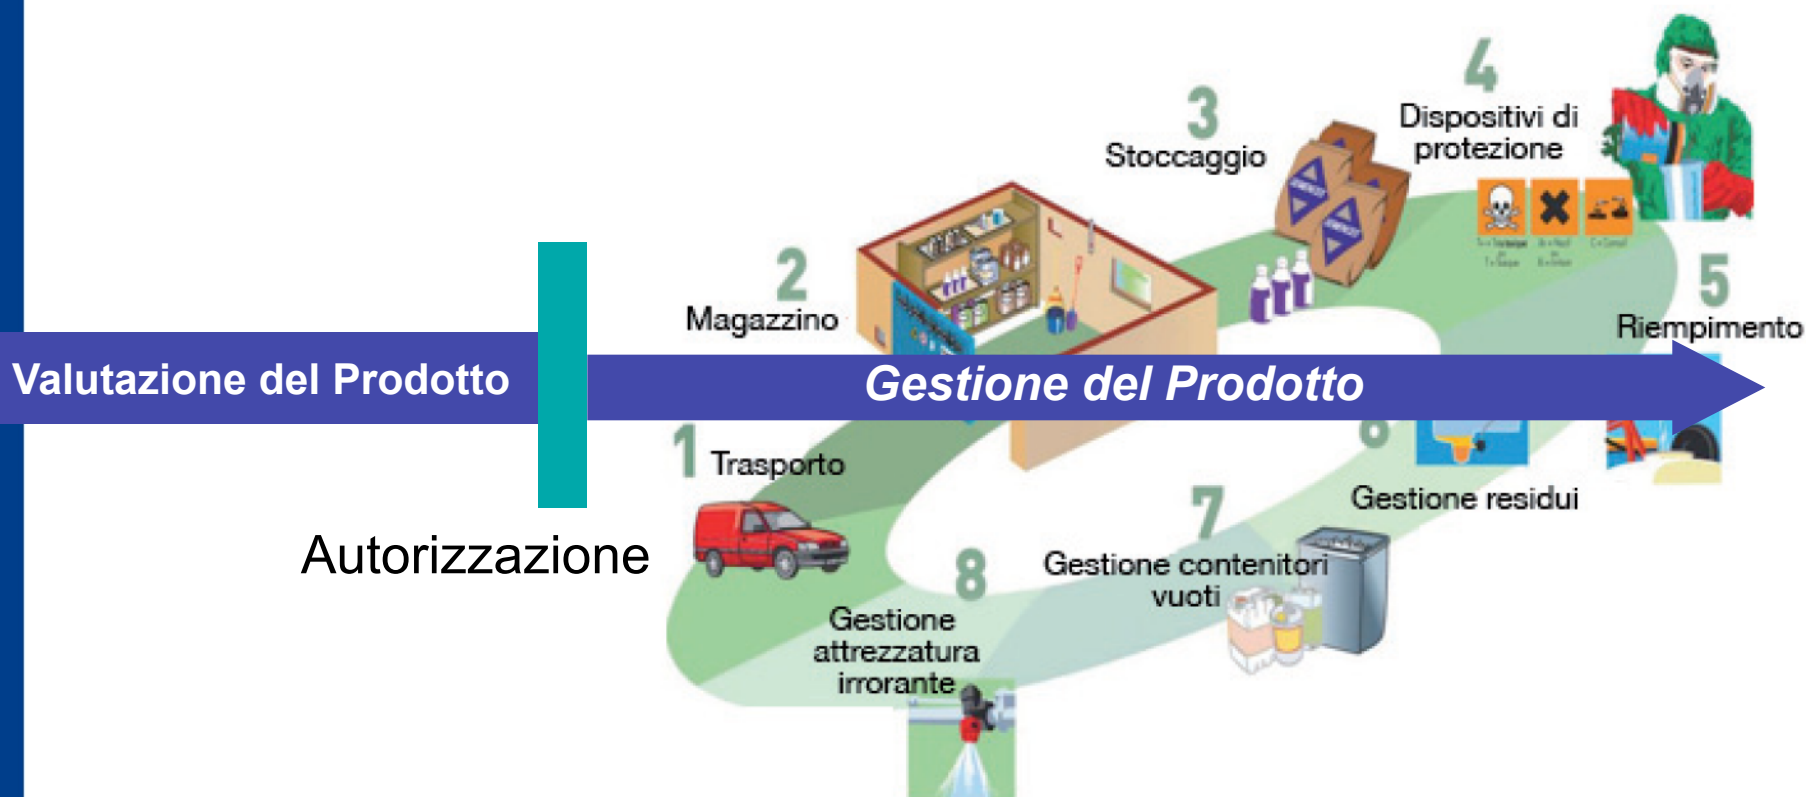 4
Dispositivi di
protezione
3
Stoccaggio
2
Magazzino
5
Riempimento
Valutazione del Prodotto
Gestione del Prodotto
1
Trasporto
6
Gestione residui
Autorizzazione
7
Gestione contenitori
vuoti
8
Gestione
attrezzatura
irrorante